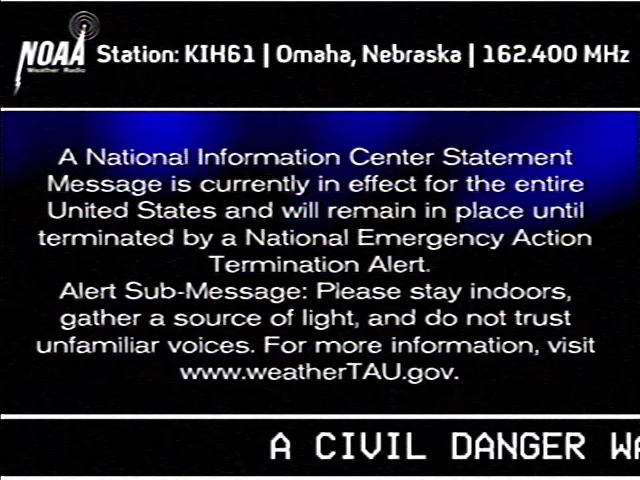 NOAA
Weather Radio
Station: KIH61 | Omaha, Nebraska | 162.400 MHz
A National Information Center Statement
Message is currently in effect for the entire
United States and will remain in place until
terminated by a National Emergency Action
Termination Alert.
Alert Sub-Message: Please stay indoors,
gather a source of light, and do not trust
unfamiliar voices. For more information, visit
www.weatherTAU.gov.
A CIVIL DANGER WA